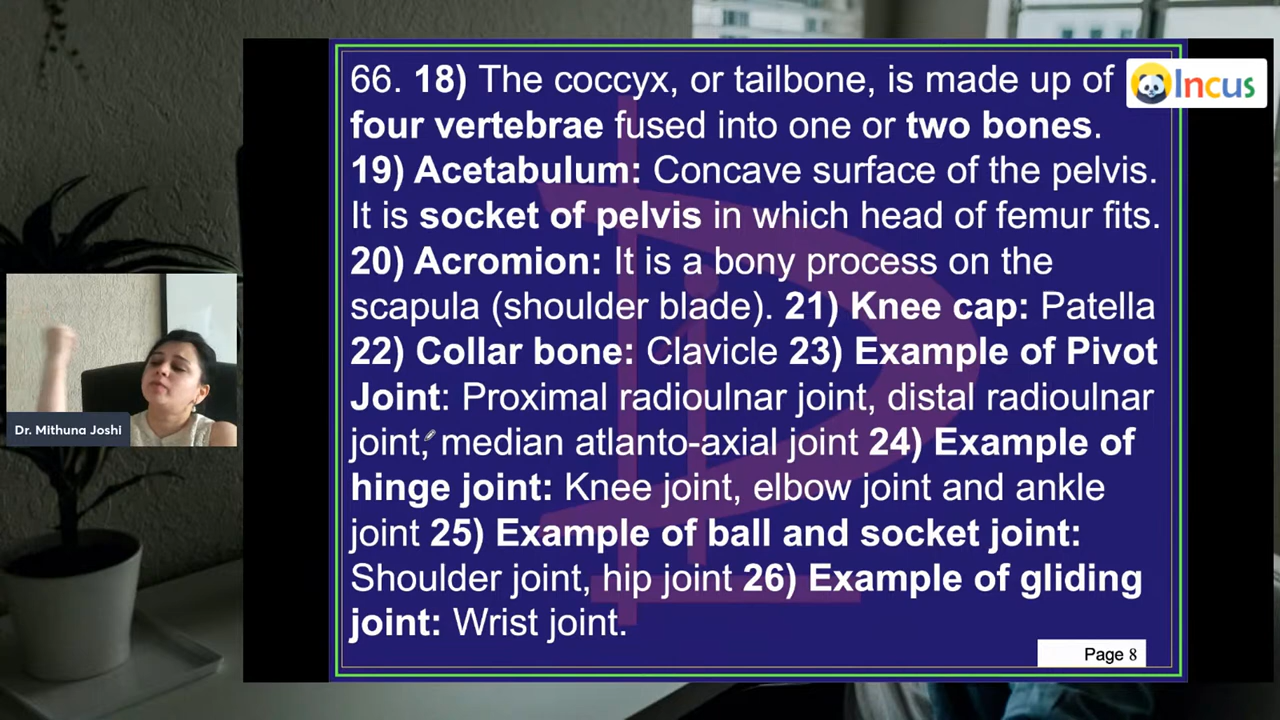 66. 18) The coccyx, or tailbone, is made up of
four vertebrae fused into one or two bones.
19) Acetabulum: Concave surface of the pelvis.
It is socket of pelvis in which head of femur fits.
20) Acromion: It is a bony process on the
scapula (shoulder blade). 21) Knee cap: Patella
22) Collar bone: Clavicle 23) Example of Pivot
Joint: Proximal radioulnar joint, distal radioulnar
joint, median atlanto-axial joint 24) Example of
hinge joint: Knee joint, elbow joint and ankle
joint 25) Example of ball and socket joint:
Shoulder joint, hip joint 26) Example of gliding
joint: Wrist joint.
Page 8
Incus
Dr. Mithuna Joshi